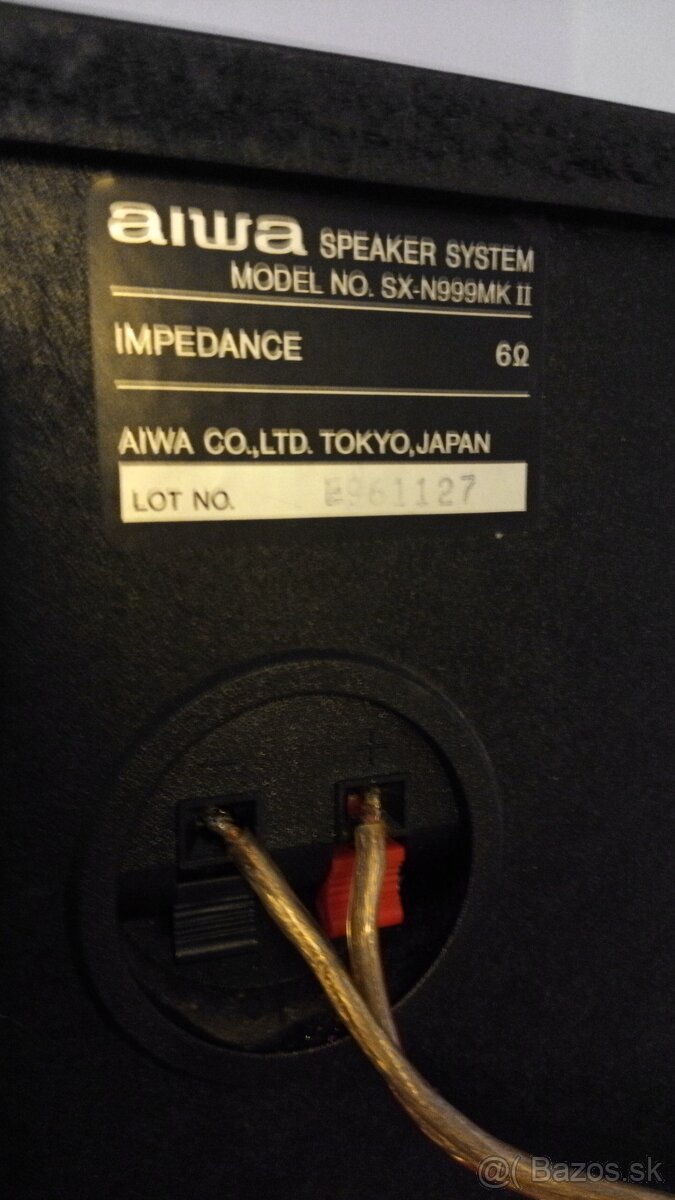 aiwa SPEAKER SYSTEM
MODEL NO. SX-N999MK II
IMPEDANCE 6Ω
AIWA CO.,LTD. TOKYO,JAPAN
LOT NO. E961127
- +
@( Bazos.sk